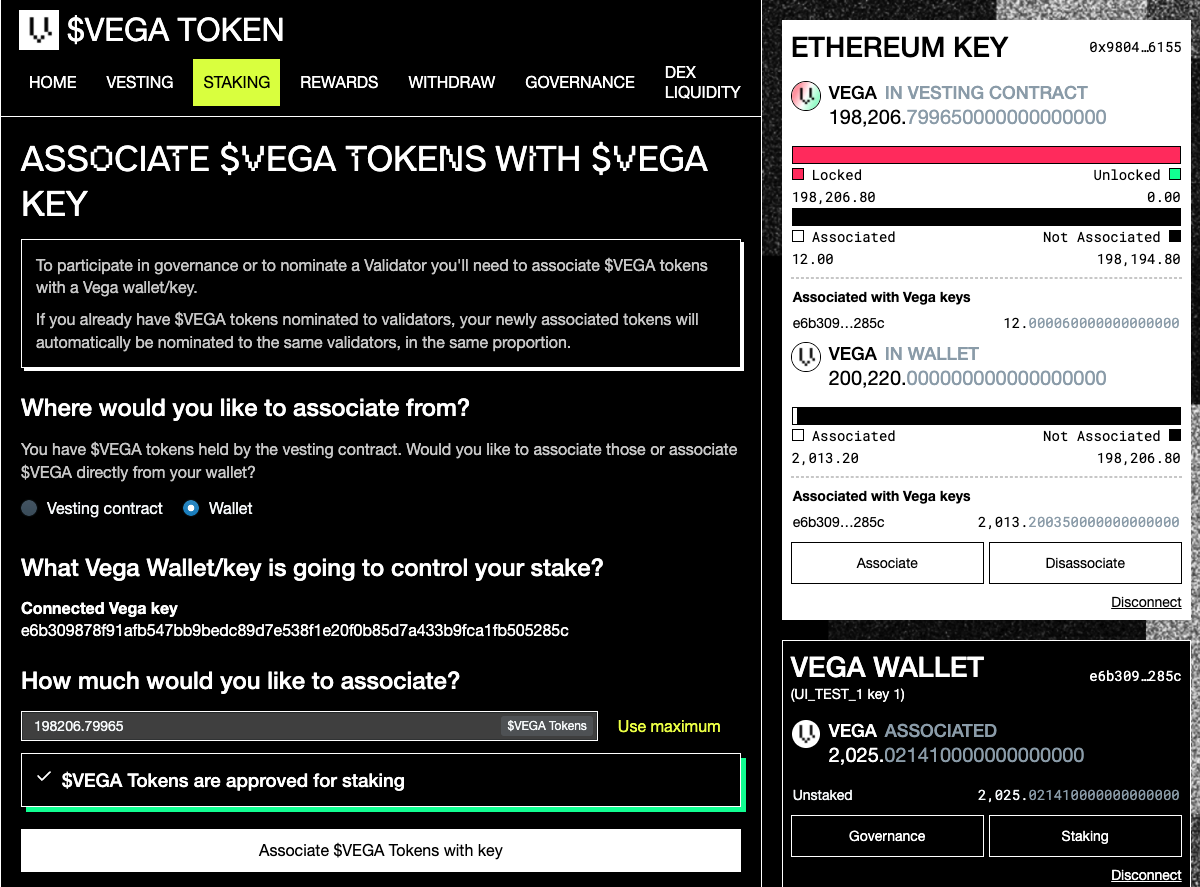 $VEGA TOKEN
HOME VESTING STAKING REWARDS WITHDRAW GOVERNANCE DEX LIQUIDITY
ASSOCIATE $VEGA TOKENS WITH $VEGA
KEY
To participate in governance or to nominate a Validator you'll need to associate $VEGA tokens
with a Vega wallet/key.
If you already have $VEGA tokens nominated to validators, your newly associated tokens will
automatically be nominated to the same validators, in the same proportion.
Where would you like to associate from?
You have $VEGA tokens held by the vesting contract. Would you like to associate those or associate
$VEGA directly from your wallet?
Vesting contract Wallet
What Vega Wallet/key is going to control your stake?
Connected Vega key
e6b309878f91afb547bb9bedc89d7e538f1e20f0b85d7a433b9fca1fb505285c
How much would you like to associate?
198206.79965 $VEGA Tokens Use maximum
$VEGA Tokens are approved for staking
Associate $VEGA Tokens with key
ETHEREUM KEY 0x9804…6155
VEGA IN VESTING CONTRACT
198,206.799650000000000000
Locked Unlocked
198,206.80 0.00
Associated Not Associated
12.00 198,194.80
Associated with Vega keys
e6b309…285c 12.000060000000000000
VEGA IN WALLET
200,220.000000000000000000
Associated Not Associated
2,013.20 198,206.80
Associated with Vega keys
e6b309…285c 2,013.200350000000000000
Associate Disassociate
Disconnect
VEGA WALLET e6b309…285c
(UI_TEST_1 key 1)
VEGA ASSOCIATED
2,025.021410000000000000
Unstaked 2,025.021410000000000000
Governance Staking
Disconnect